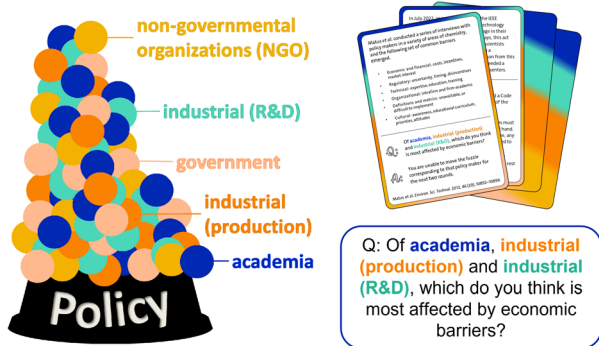 non-governmental
organizations (NGO)
industrial (R&D)
government
industrial
(production)
academia
Policy
In July 2022,
the IEEE
Technology
Matus et al. conducted a series of interviews with
policy makers in a variety of areas of chemistry,
and the following set of common barriers
emerged.
• Economic and financial: costs, incentives,
market interest
• Regulatory: uncertainty, timing, disincentives
• Technical: expertise, education, training
• Organizational: vocation and firm academic
• Definitions and metrics: unavailable, or
difficult to implement
• Cultural: awareness, educational curriculum,
priorities attitudes
Q: Of academia, industrial (production)
and industrial (R&D), which do you think
is most affected by economic barriers?
A: You are unable to move the fuzzle
corresponding to that policy maker for
the next two rounds.
Matus et al. Environ. Sci. Technol. 2012, 46 (20), 10892–10899.
Q: Of academia, industrial
(production) and industrial
(R&D), which do you think is
most affected by economic
barriers?